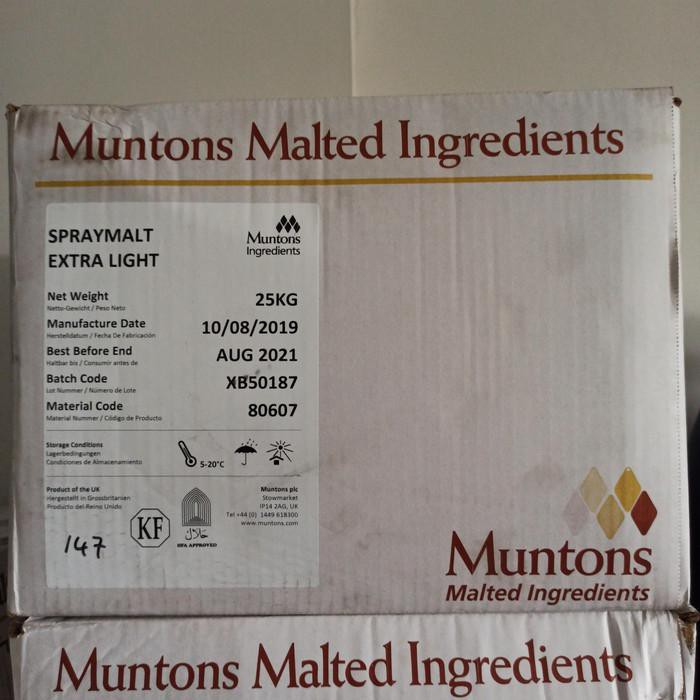 Muntons Malted Ingredients
SPRAYMALT
EXTRA LIGHT
Muntons
Ingredients
Net Weight 25KG
Netto-Gewicht / Peso Neto
Manufacture Date 10/08/2019
Herstelldatum / Fecha De Fabricación
Best Before End AUG 2021
Haltbar bis / Consumir antes de
Batch Code XB50187
Lot Nummer / Número de Lote
Material Code 80607
Material Nummer / Código de Producto
Storage Conditions
Lagerbedingungen
Condiciones de Almacenamiento
5-20°C
Product of the UK
Hergestellt in Grossbritanien
Producto del Reino Unido
Muntons plc
Stowmarket
IP14 2AG, UK
Tel +44 (0) 1449 618300
www.muntons.com
KF
حلال
HFA APPROVED
147
Muntons
Malted Ingredients
Muntons Malted Ingredients